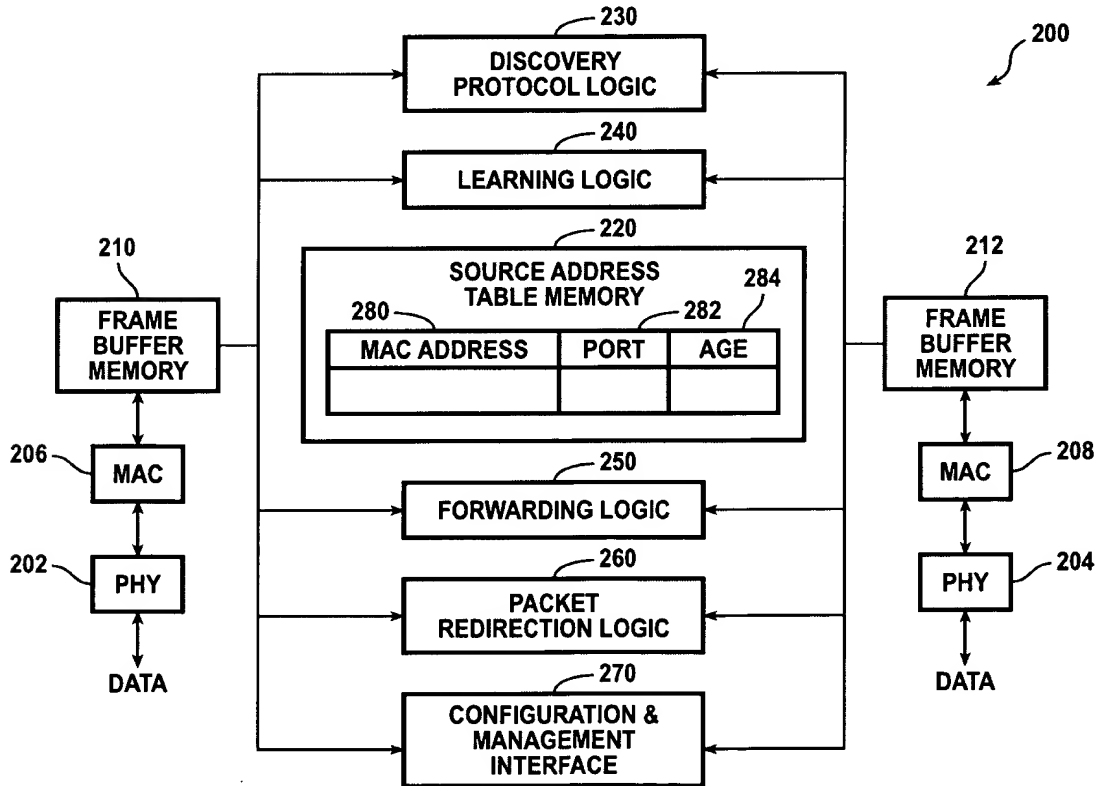 230
DISCOVERY
PROTOCOL LOGIC
200
240
LEARNING LOGIC
220
SOURCE ADDRESS
TABLE MEMORY
280
282
284
MAC ADDRESS
PORT
AGE
210
FRAME
BUFFER
MEMORY
212
FRAME
BUFFER
MEMORY
206
MAC
208
MAC
250
FORWARDING LOGIC
202
PHY
204
PHY
260
PACKET
REDIRECTION LOGIC
DATA
DATA
270
CONFIGURATION &
MANAGEMENT
INTERFACE